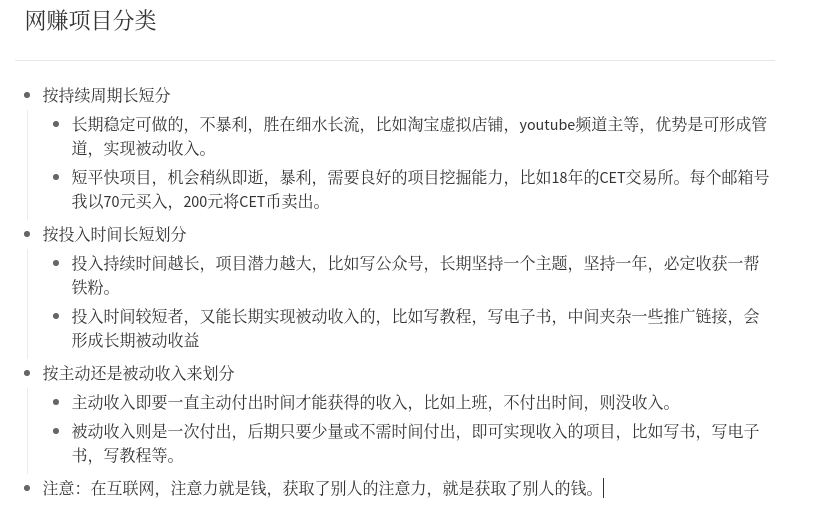 网赚项目分类
按持续周期长短分
长期稳定可做的，不暴利，胜在细水长流，比如淘宝虚拟店铺，youtube频道主等，优势是可形成管
道，实现被动收入。
短平快项目，机会稍纵即逝，暴利，需要良好的项目挖掘能力，比如18年的CET交易所。每个邮箱号
我以70元买入，200元将CET币卖出。
按投入时间长短划分
投入持续时间越长，项目潜力越大，比如写公众号，长期坚持一个主题，坚持一年，必定收获一帮
铁粉。
投入时间较短者，又能长期实现被动收入的，比如写教程，写电子书，中间夹杂一些推广链接，会
形成长期被动收益
按主动还是被动收入来划分
主动收入即要一直主动付出时间才能获得的收入，比如上班，不付出时间，则没收入。
被动收入则是一次付出，后期只要少量或不需时间付出，即可实现收入的项目，比如写书，写电子
书，写教程等。
注意：在互联网，注意力就是钱，获取了别人的注意力，就是获取了别人的钱。